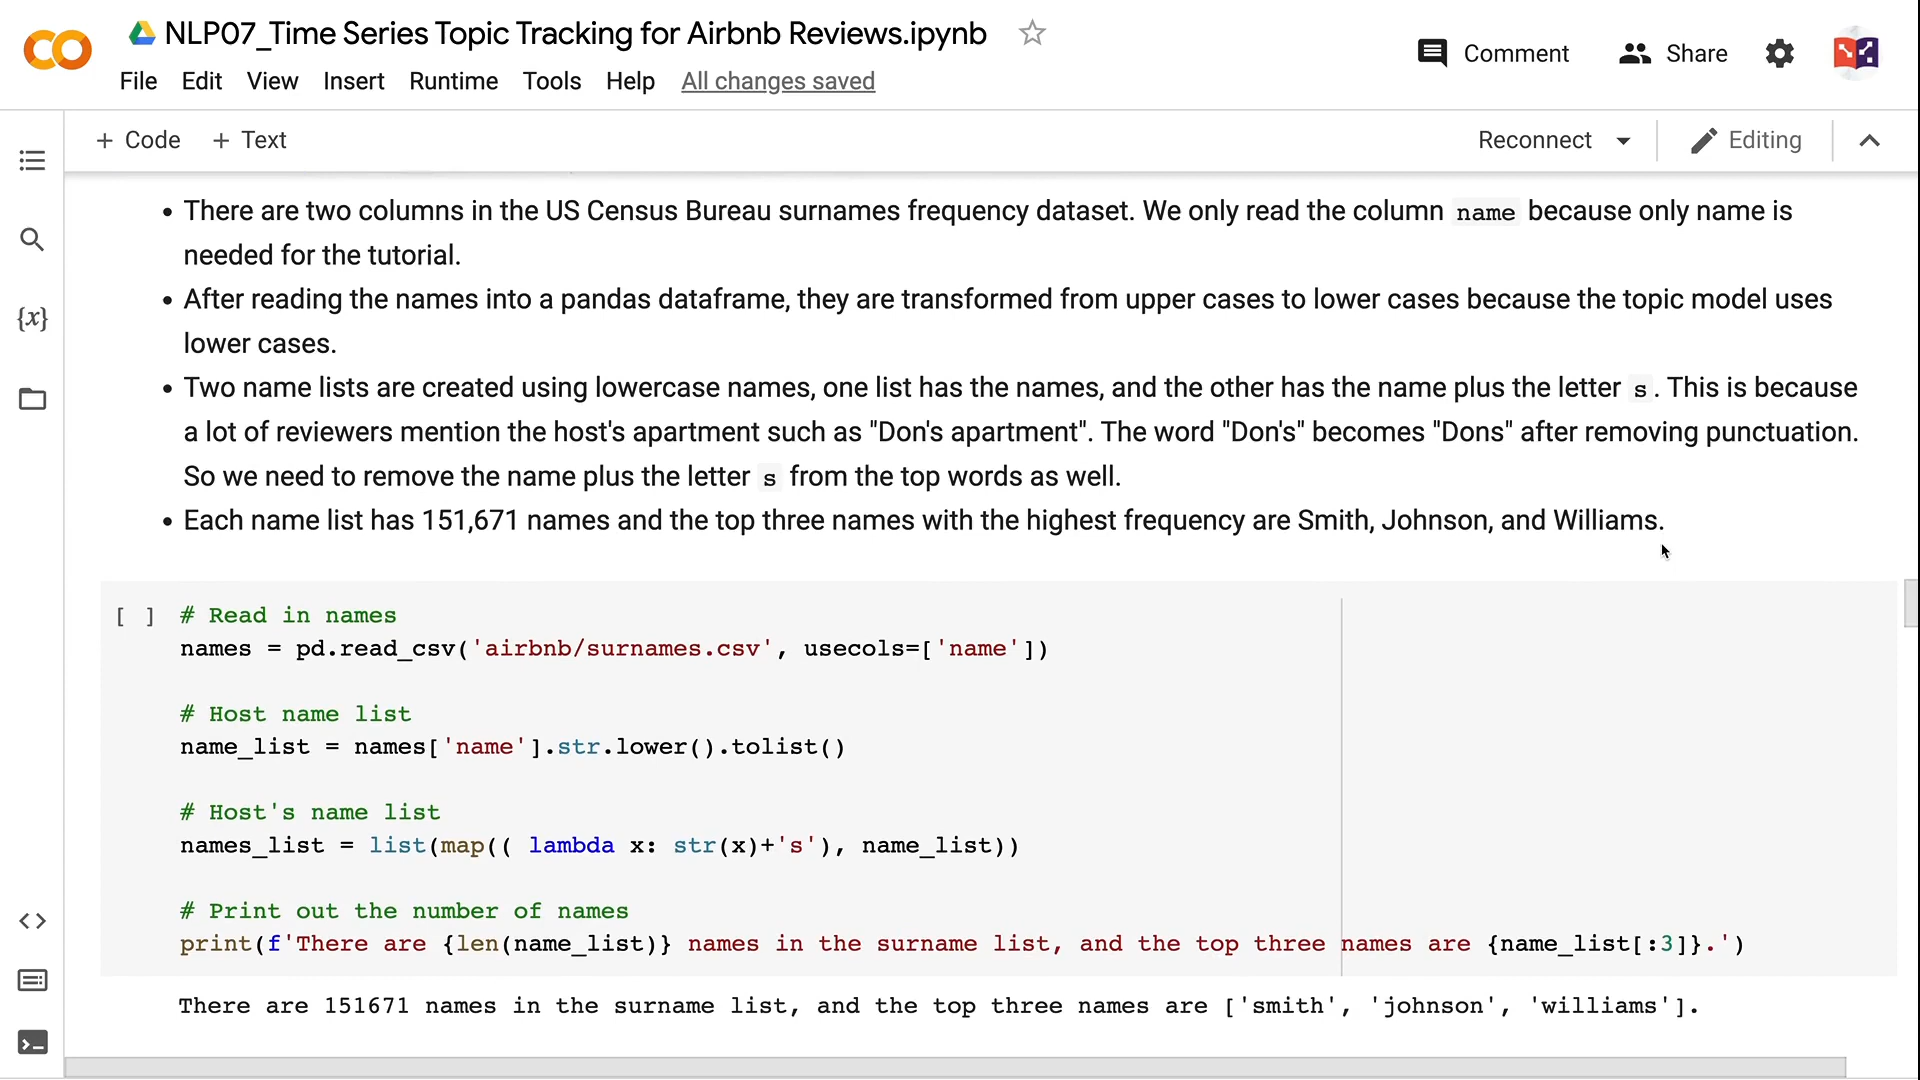 NLP07_Time Series Topic Tracking for Airbnb Reviews.ipynb
Comment Share
File Edit View Insert Runtime Tools Help All changes saved
+ Code + Text Reconnect Editing
• There are two columns in the US Census Bureau surnames frequency dataset. We only read the column name because only name is
needed for the tutorial.
• After reading the names into a pandas dataframe, they are transformed from upper cases to lower cases because the topic model uses
lower cases.
• Two name lists are created using lowercase names, one list has the names, and the other has the name plus the letter s. This is because
a lot of reviewers mention the host's apartment such as "Don's apartment". The word "Don's" becomes "Dons" after removing punctuation.
So we need to remove the name plus the letter s from the top words as well.
• Each name list has 151,671 names and the top three names with the highest frequency are Smith, Johnson, and Williams.
[ ] # Read in names
names = pd.read_csv('airbnb/surnames.csv', usecols=['name'])
# Host name list
name_list = names['name'].str.lower().tolist()
# Host's name list
names_list = list(map(( lambda x: str(x)+'s'), name_list))
# Print out the number of names
print(f'There are {len(name_list)} names in the surname list, and the top three names are {name_list[:3]}.')
There are 151671 names in the surname list, and the top three names are ['smith', 'johnson', 'williams'].